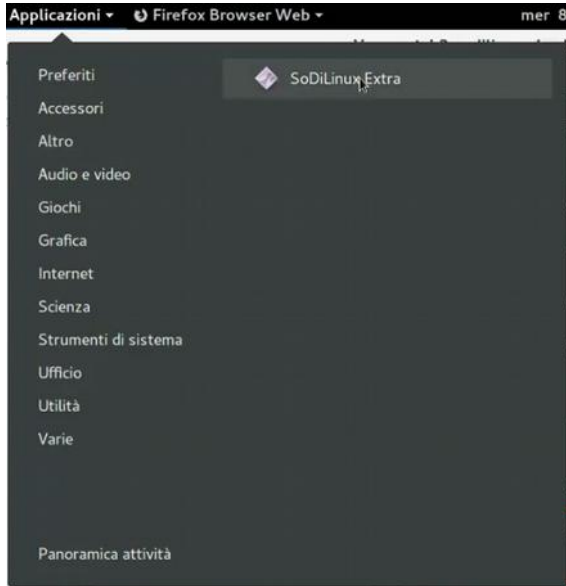 Applicazioni Firefox Browser Web mer 8
Preferiti
SoDiLinux Extra
Accessori
Altro
Audio e video
Giochi
Grafica
Internet
Scienza
Strumenti di sistema
Ufficio
Utilità
Varie
Panoramica attività